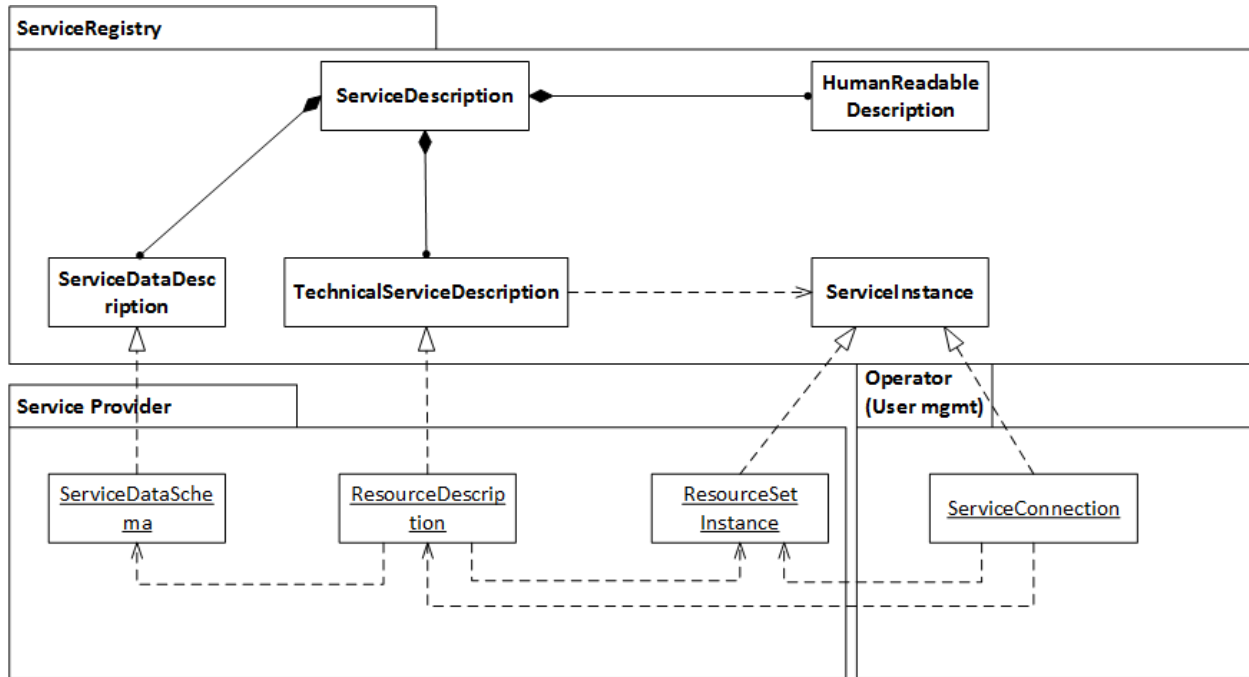 ServiceRegistry
ServiceDescription
HumanReadable
Description
ServiceDataDesc
ription
TechnicalServiceDescription
ServiceInstance
Service Provider
Operator
(User mgmt)
ServiceDataSche
ma
ResourceDescrip
tion
ResourceSet
Instance
ServiceConnection